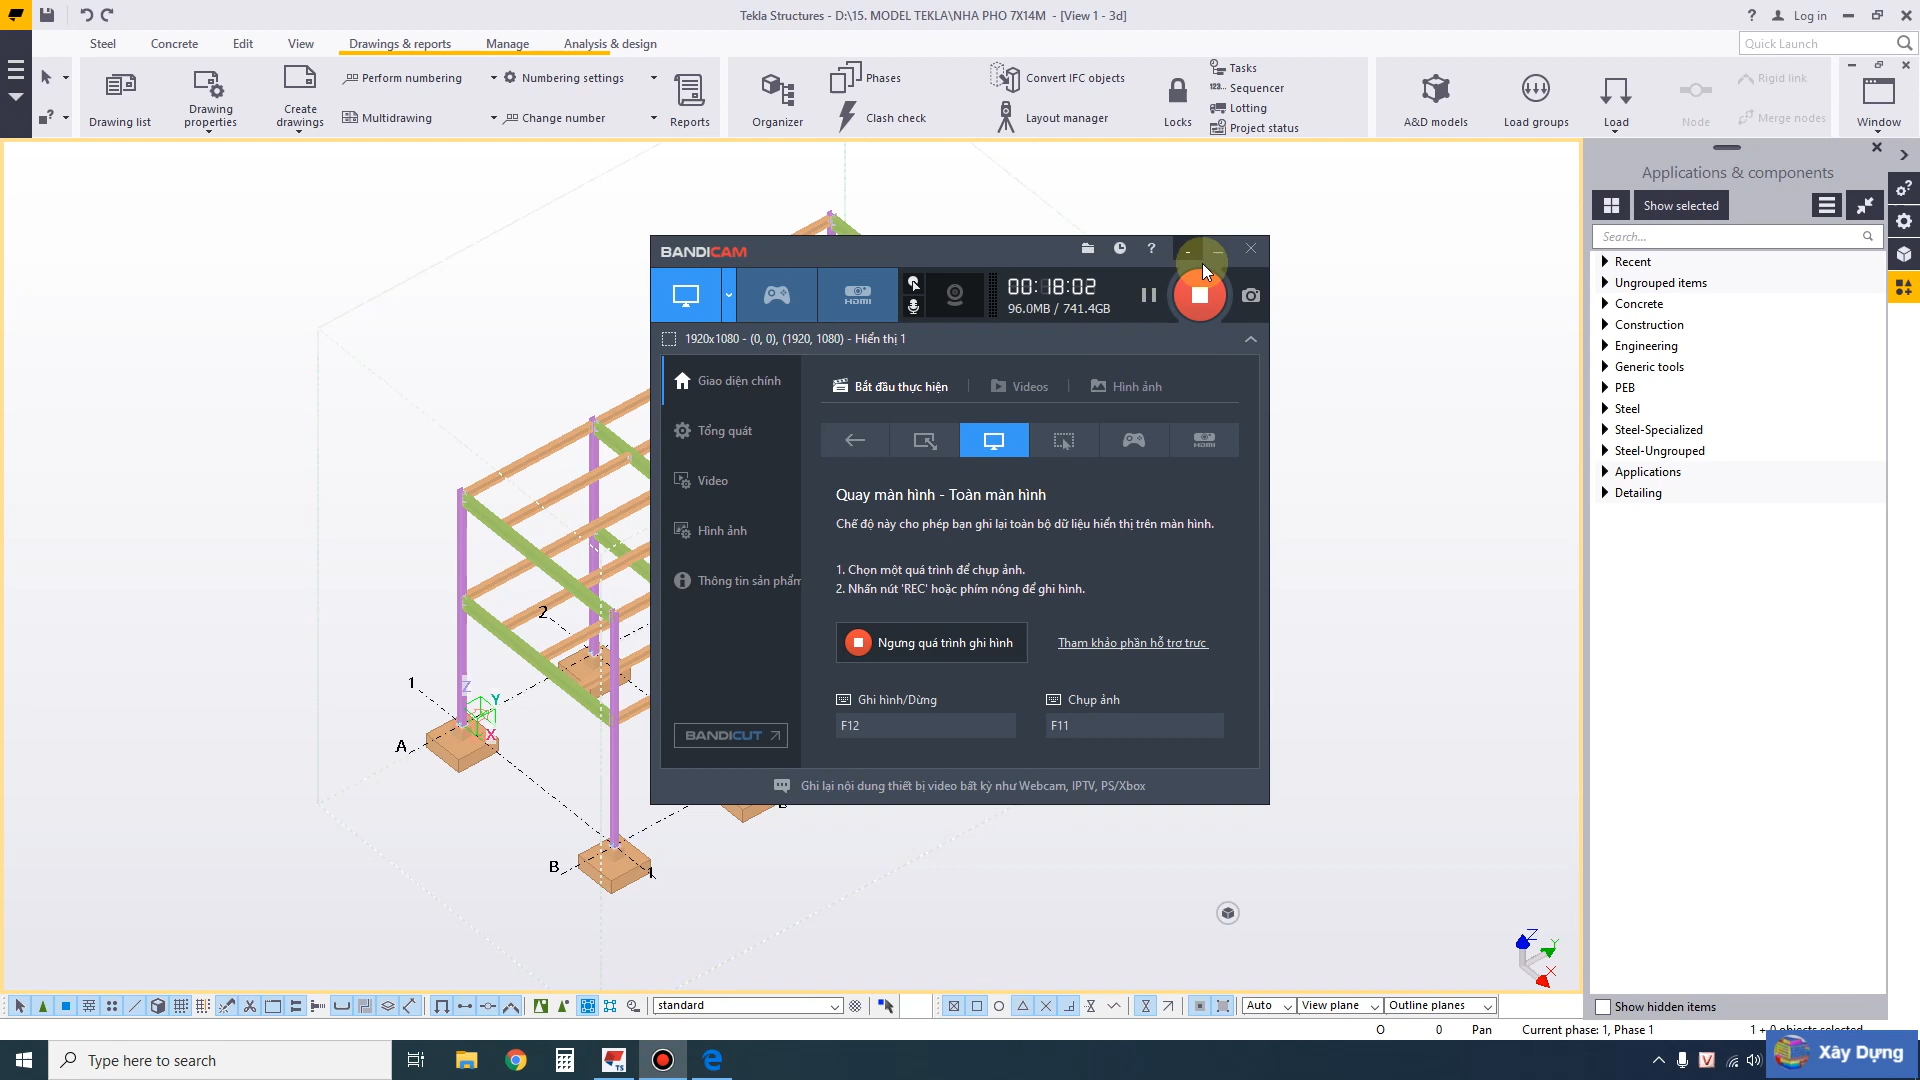 Tekla Structures - D:\15. MODEL TEKLA\NHA PHO 7X14M - [View 1 - 3d]
? Log in
Steel Concrete Edit View Drawings & reports Manage Analysis & design
Quick Launch
Drawing list
Drawing properties
Create drawings
Perform numbering
Numbering settings
Multidrawing
Change number
Reports
Organizer
Phases
Clash check
Convert IFC objects
Layout manager
Locks
Tasks
Sequencer
Lotting
Project status
A&D models
Load groups
Load
Node
Rigid link
Merge nodes
Window
Applications & components
Show selected
Search...
Recent
Ungrouped items
Concrete
Construction
Engineering
Generic tools
PEB
Steel
Steel-Specialized
Steel-Ungrouped
Applications
Detailing
Show hidden items
BANDICAM
?
HDMI
00:18:02
96.0MB / 741.4GB
1920x1080 - (0, 0), (1920, 1080) - Hiển thị 1
Giao diện chính
Tổng quát
Video
Hình ảnh
Thông tin sản phẩm
BANDICUT
Bắt đầu thực hiện
Videos
Hình ảnh
HDMI
Quay màn hình - Toàn màn hình
Chế độ này cho phép bạn ghi lại toàn bộ dữ liệu hiển thị trên màn hình.
1. Chọn một quá trình để chụp ảnh.
2. Nhấn nút 'REC' hoặc phím nóng để ghi hình.
Ngưng quá trình ghi hình
Tham khảo phần hỗ trợ trực
Ghi hình/Dừng
F12
Chụp ảnh
F11
Ghi lại nội dung thiết bị video bất kỳ như Webcam, IPTV, PS/Xbox
2
1
Z
Y
X
A
B
1
Z
Y
X
standard
Auto
View plane
Outline planes
O 0 Pan Current phase: 1, Phase 1 1 + 0 objects selected
Type here to search
TS
V
Xây Dựng